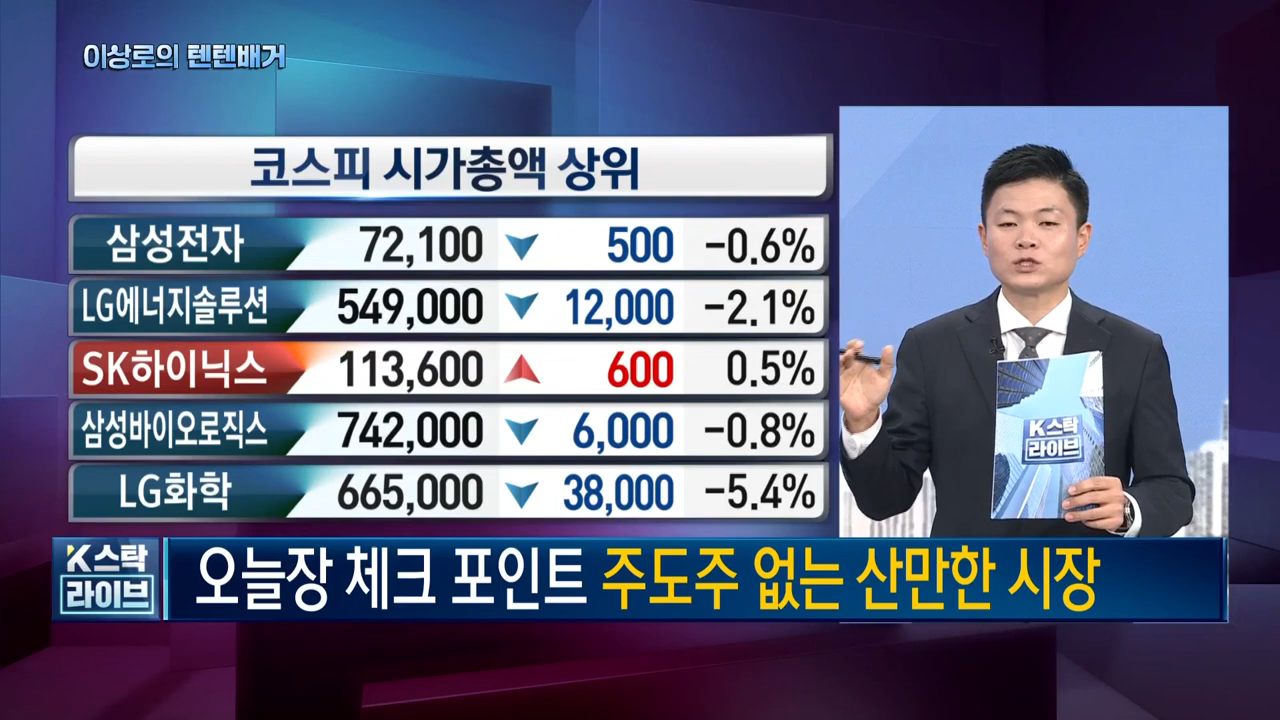 이상로의 텐텐배거
코스피 시가총액 상위
삼성전자 72,100 ▼ 500 -0.6%
LG에너지솔루션 549,000 ▼ 12,000 -2.1%
SK하이닉스 113,600 ▲ 600 0.5%
삼성바이오로직스 742,000 ▼ 6,000 -0.8%
LG화학 665,000 ▼ 38,000 -5.4%
K스탁
라이브
K스탁
라이브
오늘장 체크 포인트 주도주 없는 산만한 시장